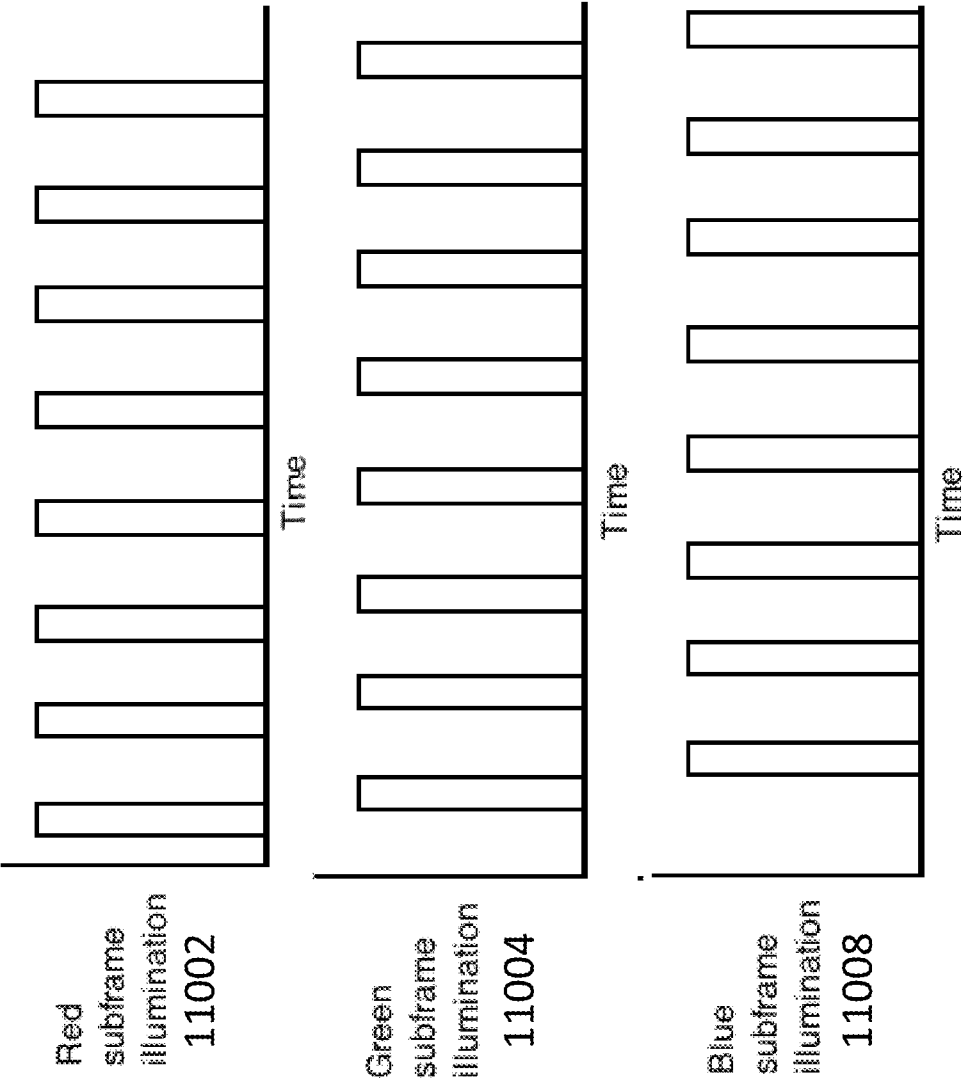 Red
subframe
illumination
11002
Time
Green
subframe
illumination
11004
Time
Blue
subframe
illumination
11008
Time